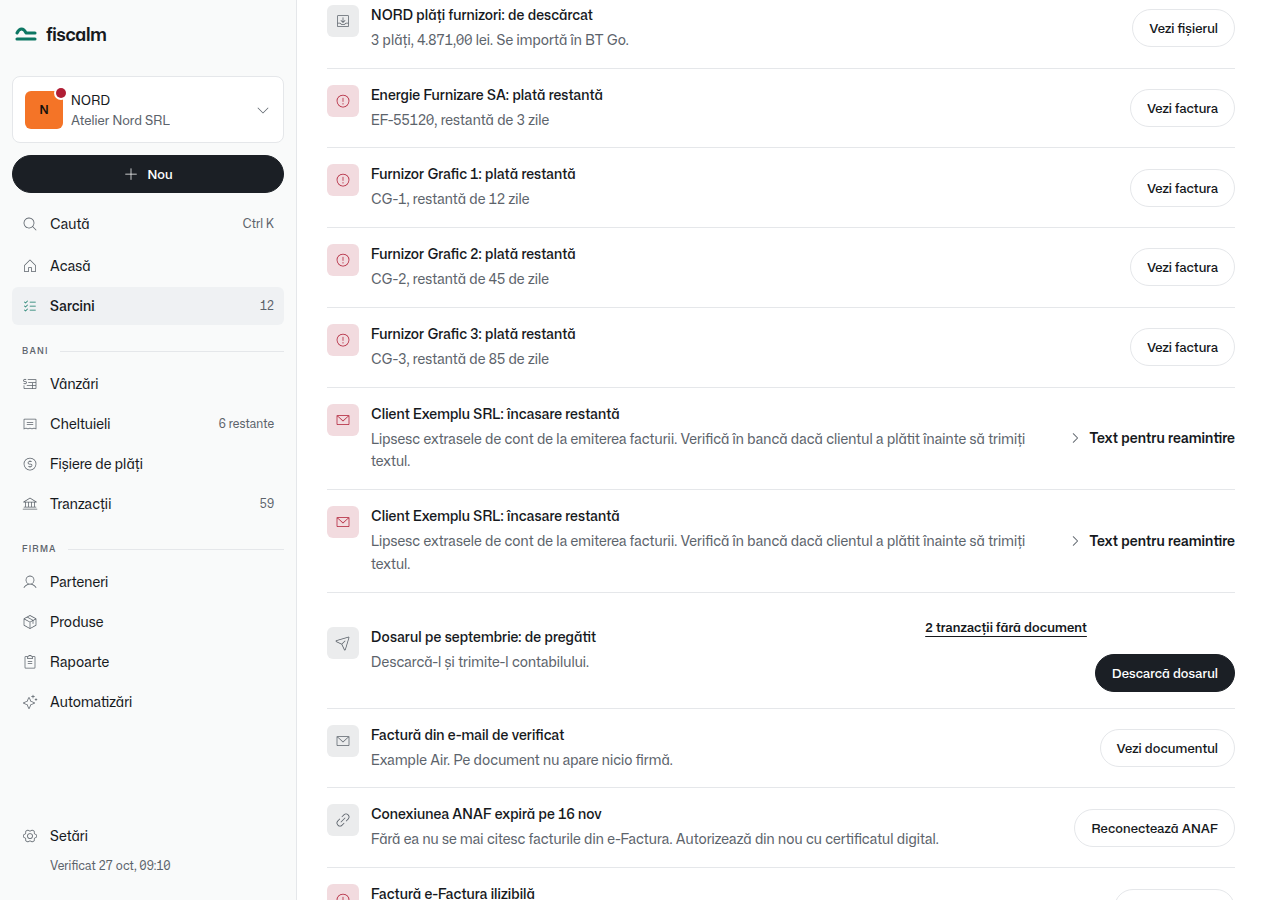 fiscalm
N
NORD
Atelier Nord SRL
Nou
Caută
Ctrl K
Acasă
Sarcini
12
BANI
Vânzări
Cheltuieli
6 restante
Fișiere de plăți
Tranzacții
59
FIRMA
Parteneri
Produse
Rapoarte
Automatizări
Setări
Verificat 27 oct, 09:10
NORD plăți furnizori: de descărcat
3 plăți, 4.871,00 lei. Se importă în BT Go.
Vezi fișierul
Energie Furnizare SA: plată restantă
EF-55120, restantă de 3 zile
Vezi factura
Furnizor Grafic 1: plată restantă
CG-1, restantă de 12 zile
Vezi factura
Furnizor Grafic 2: plată restantă
CG-2, restantă de 45 de zile
Vezi factura
Furnizor Grafic 3: plată restantă
CG-3, restantă de 85 de zile
Vezi factura
Client Exemplu SRL: încasare restantă
Lipsesc extrasele de cont de la emiterea facturii. Verifică în bancă dacă clientul a plătit înainte să trimiți
textul.
Text pentru reamintire
Client Exemplu SRL: încasare restantă
Lipsesc extrasele de cont de la emiterea facturii. Verifică în bancă dacă clientul a plătit înainte să trimiți
textul.
Text pentru reamintire
Dosarul pe septembrie: de pregătit
Descarcă-l și trimite-l contabilului.
2 tranzacții fără document
Descarcă dosarul
Factură din e-mail de verificat
Example Air. Pe document nu apare nicio firmă.
Vezi documentul
Conexiunea ANAF expiră pe 16 nov
Fără ea nu se mai citesc facturile din e-Factura. Autorizează din nou cu certificatul digital.
Reconectează ANAF
Factură e-Factura ilizibilă